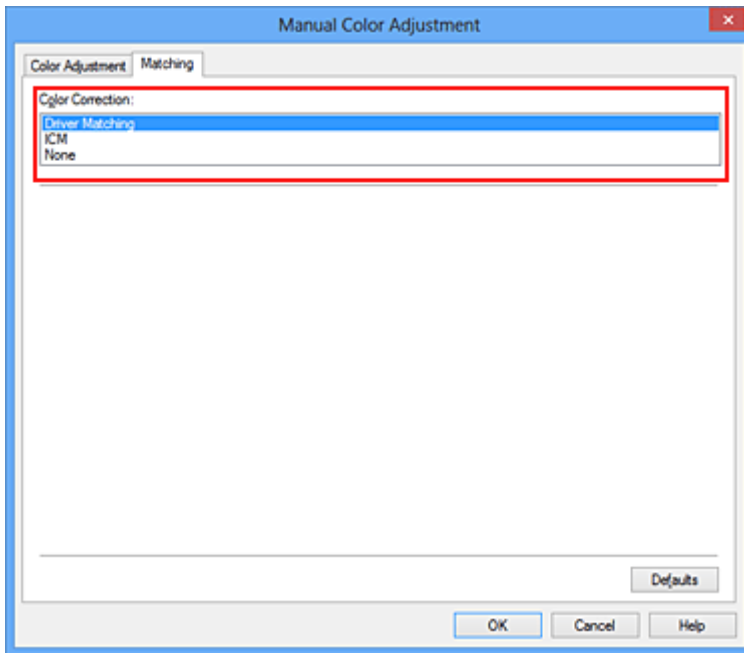 Manual Color Adjustment
Color Adjustment Matching
Color Correction:
Driver Matching
ICM
None
Defaults
OK Cancel Help